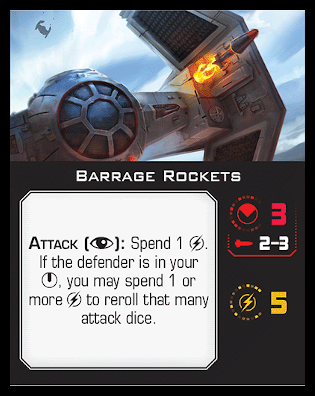 BARRAGE ROCKETS
ATTACK ( ): Spend 1 .
If the defender is in your
, you may spend 1 or
more to reroll that many
attack dice.
3
2–3
5